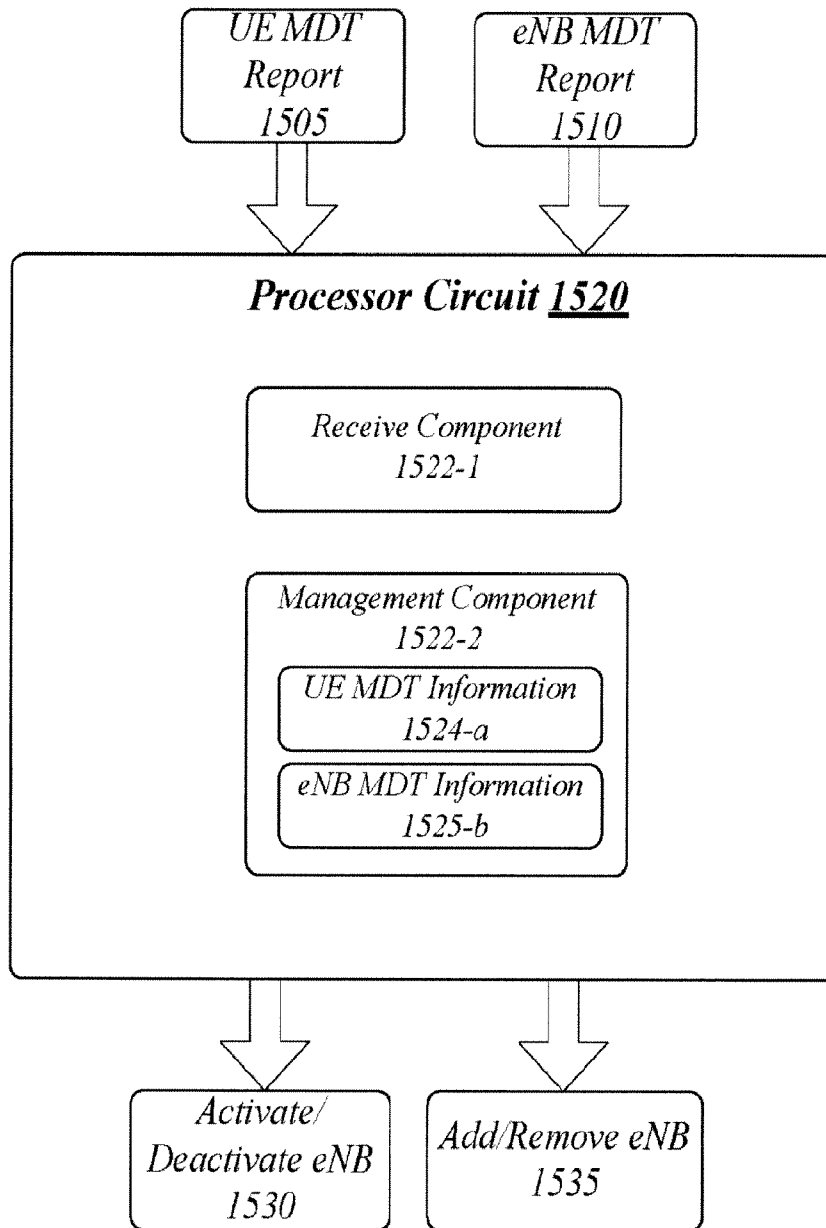 UE MDT
Report
1505
eNB MDT
Report
1510
Processor Circuit 1520
Receive Component
1522-1
Management Component
1522-2
UE MDT Information
1524-a
eNB MDT Information
1525-b
Activate/
Deactivate eNB
1530
Add/Remove eNB
1535